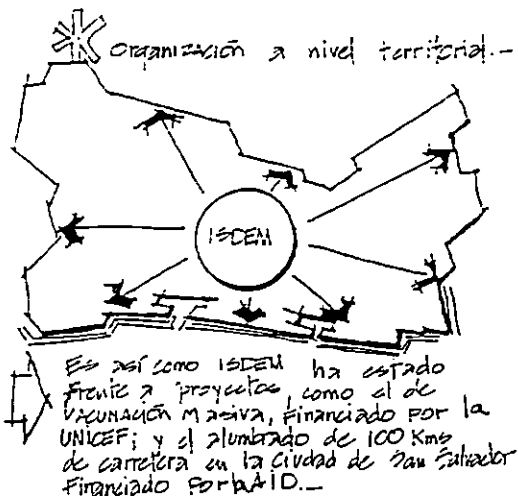 Organización a nivel territorial.-
ISDEM
Es así como ISDEM ha estado
frente a proyectos como el de
VACUNACIÓN MASIVA, financiado por la
UNICEF; y el alumbrado de 100 Kms
de carretera en la Ciudad de San Salvador
Financiado por la AID._